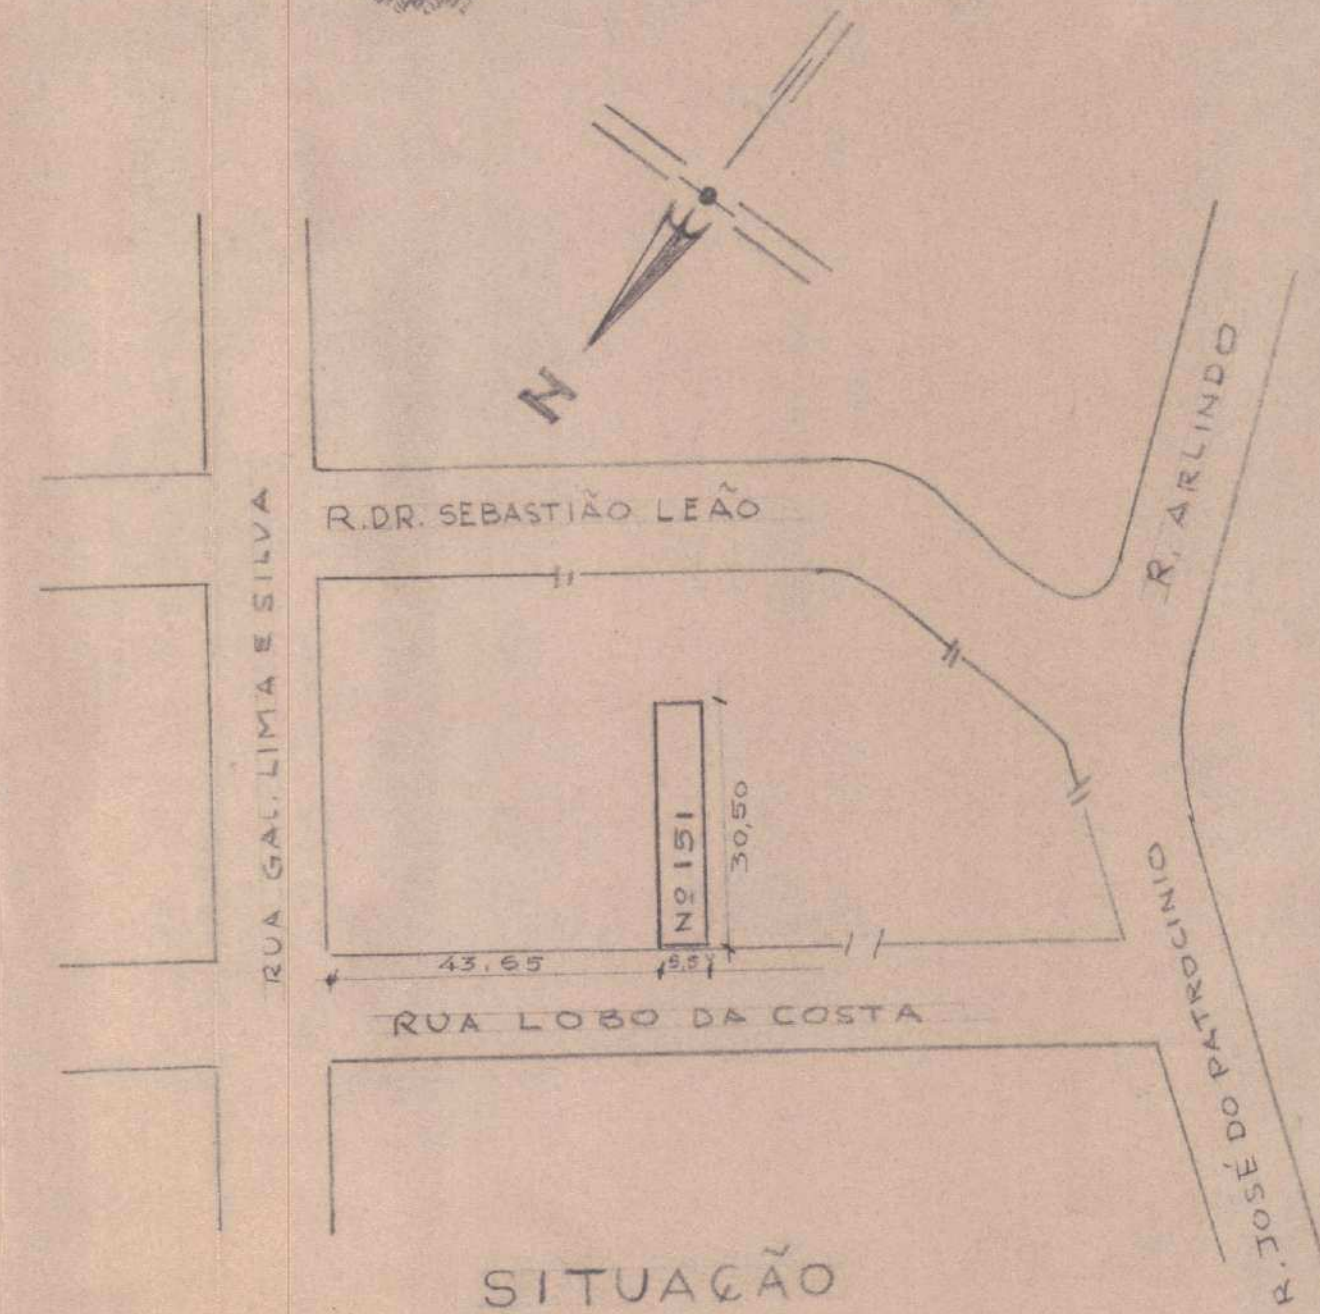 N
R. DR. SEBASTIÃO LEÃO
R. ARLINDO
RUA GAL. LIMA E SILVA
Nº 151
30,50
43,65
RUA LOBO DA COSTA
R. JOSÉ DO PATROCINIO
SITUAÇÃO